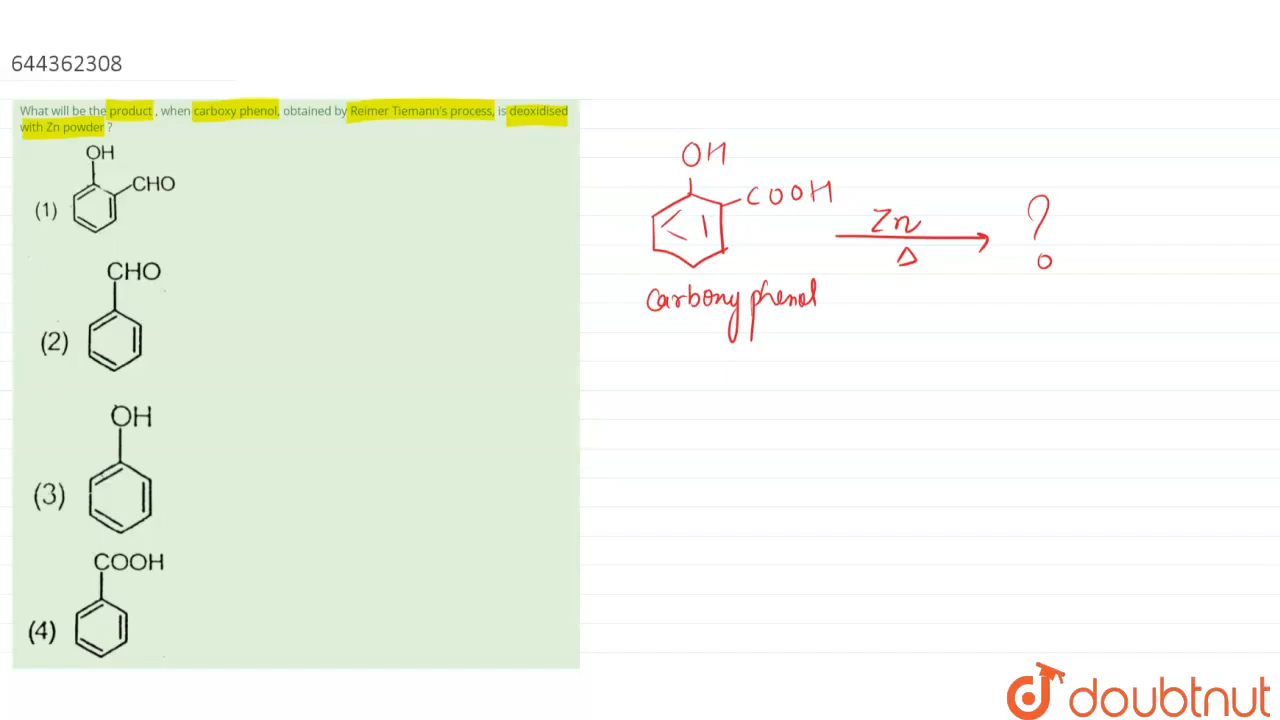 644362308
What will be the product , when carboxy phenol, obtained by Reimer Tiemann's process, is deoxidised
with Zn powder ?
OH
CHO
(1)
CHO
(2)
OH
(3)
COOH
(4)
OH
COOH
Zn
Δ
?
carboxy phenol
doubtnut